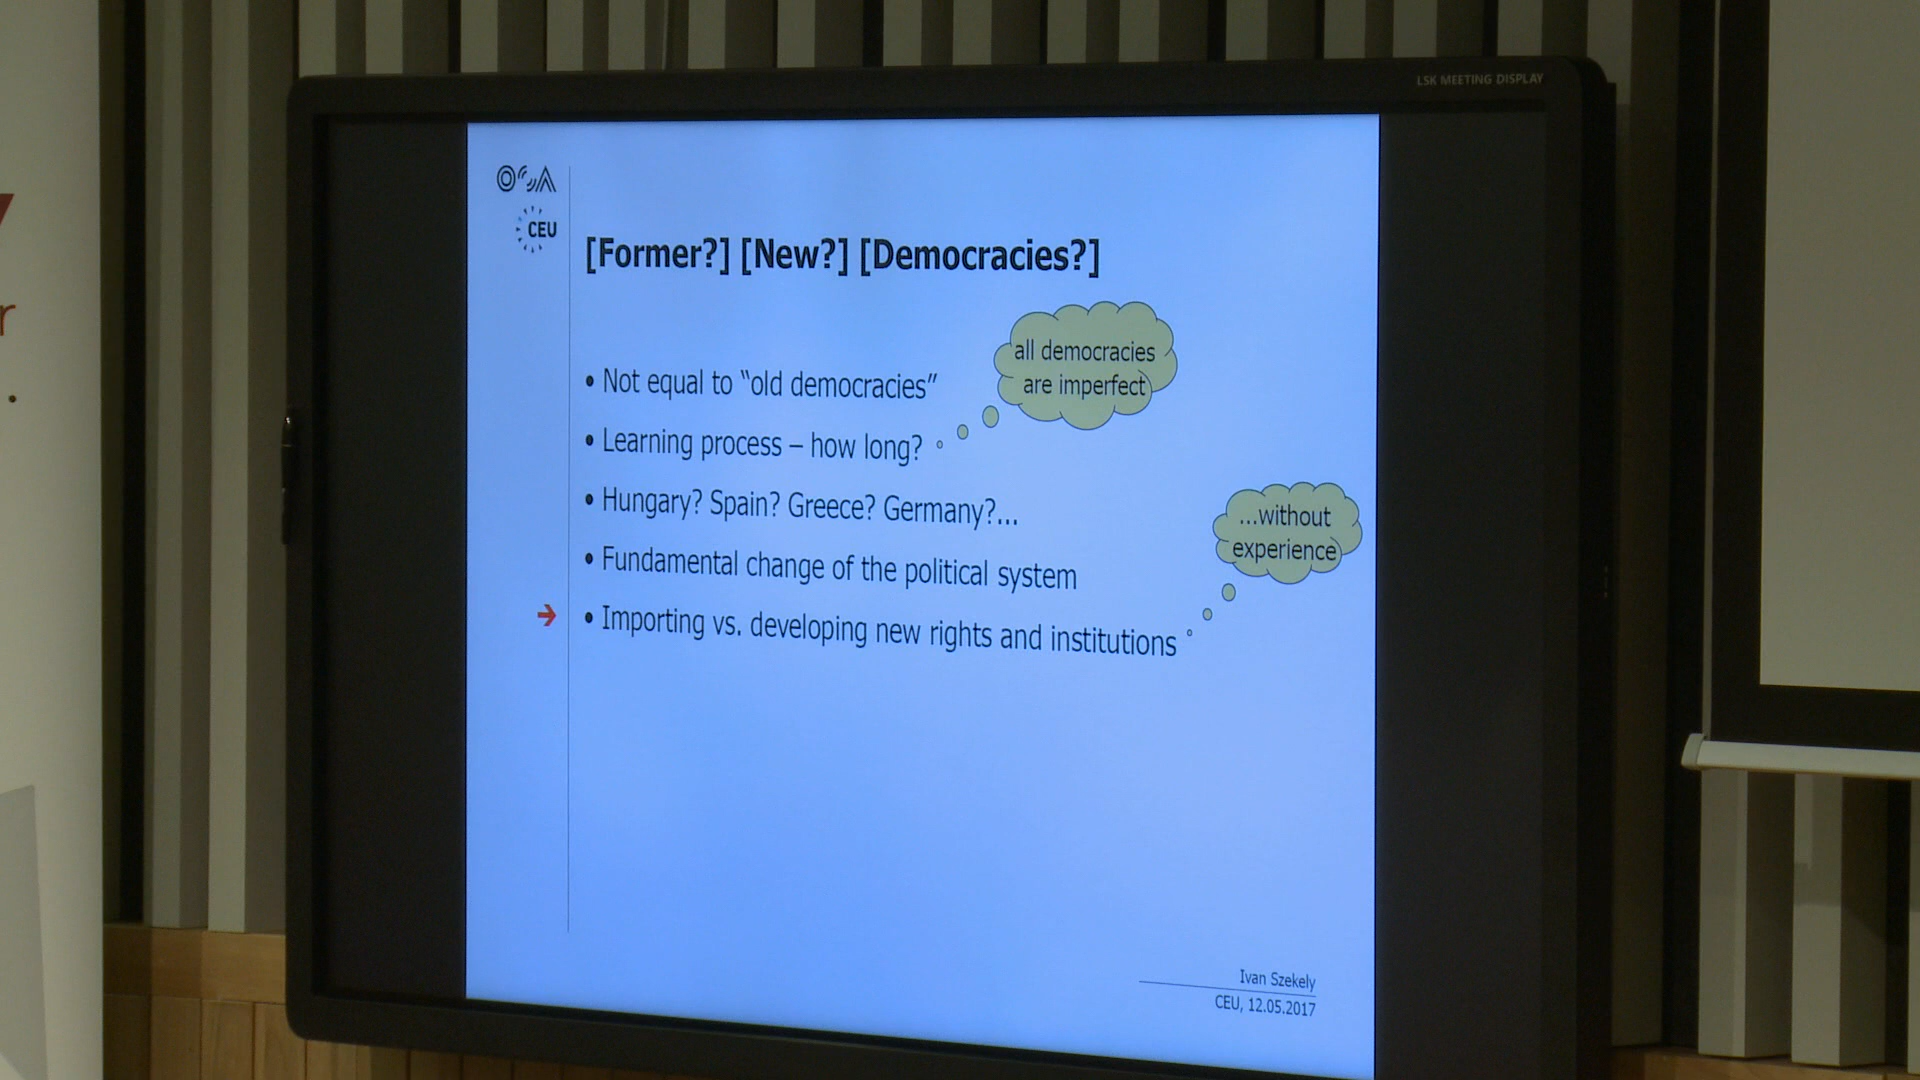 LSK MEETING DISPLAY
CEU
[Former?] [New?] [Democracies?]
all democracies
are imperfect
• Not equal to “old democracies”
• Learning process – how long?
• Hungary? Spain? Greece? Germany?...
...without
experience
• Fundamental change of the political system
• Importing vs. developing new rights and institutions
Ivan Szekely
CEU, 12.05.2017
r
.